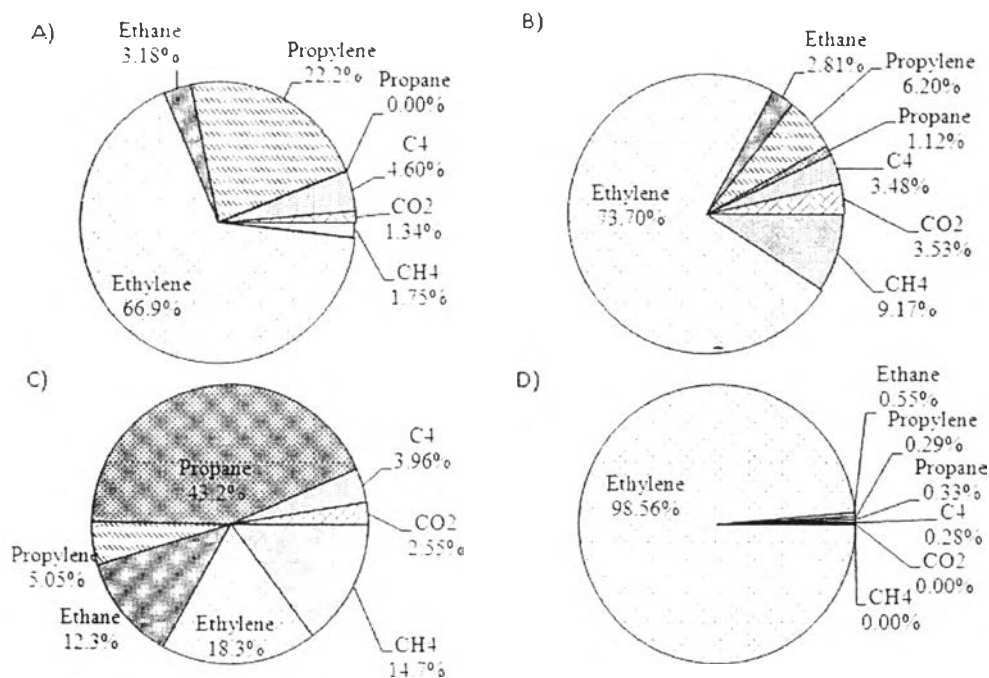 A)
Ethane
3.18%
Propylene
22.2%
Propane
0.00%
C4
4.60%
CO2
1.34%
CH4
1.75%
Ethylene
66.9%
B)
Ethane
2.81%
Propylene
6.20%
Propane
1.12%
C4
3.48%
CO2
3.53%
CH4
9.17%
Ethylene
73.70%
C)
Propane
43.2%
C4
3.96%
CO2
2.55%
CH4
14.7%
Ethylene
18.3%
Ethane
12.3%
Propylene
5.05%
D)
Ethane
0.55%
Propylene
0.29%
Propane
0.33%
C4
0.28%
CO2
0.00%
CH4
0.00%
Ethylene
98.56%